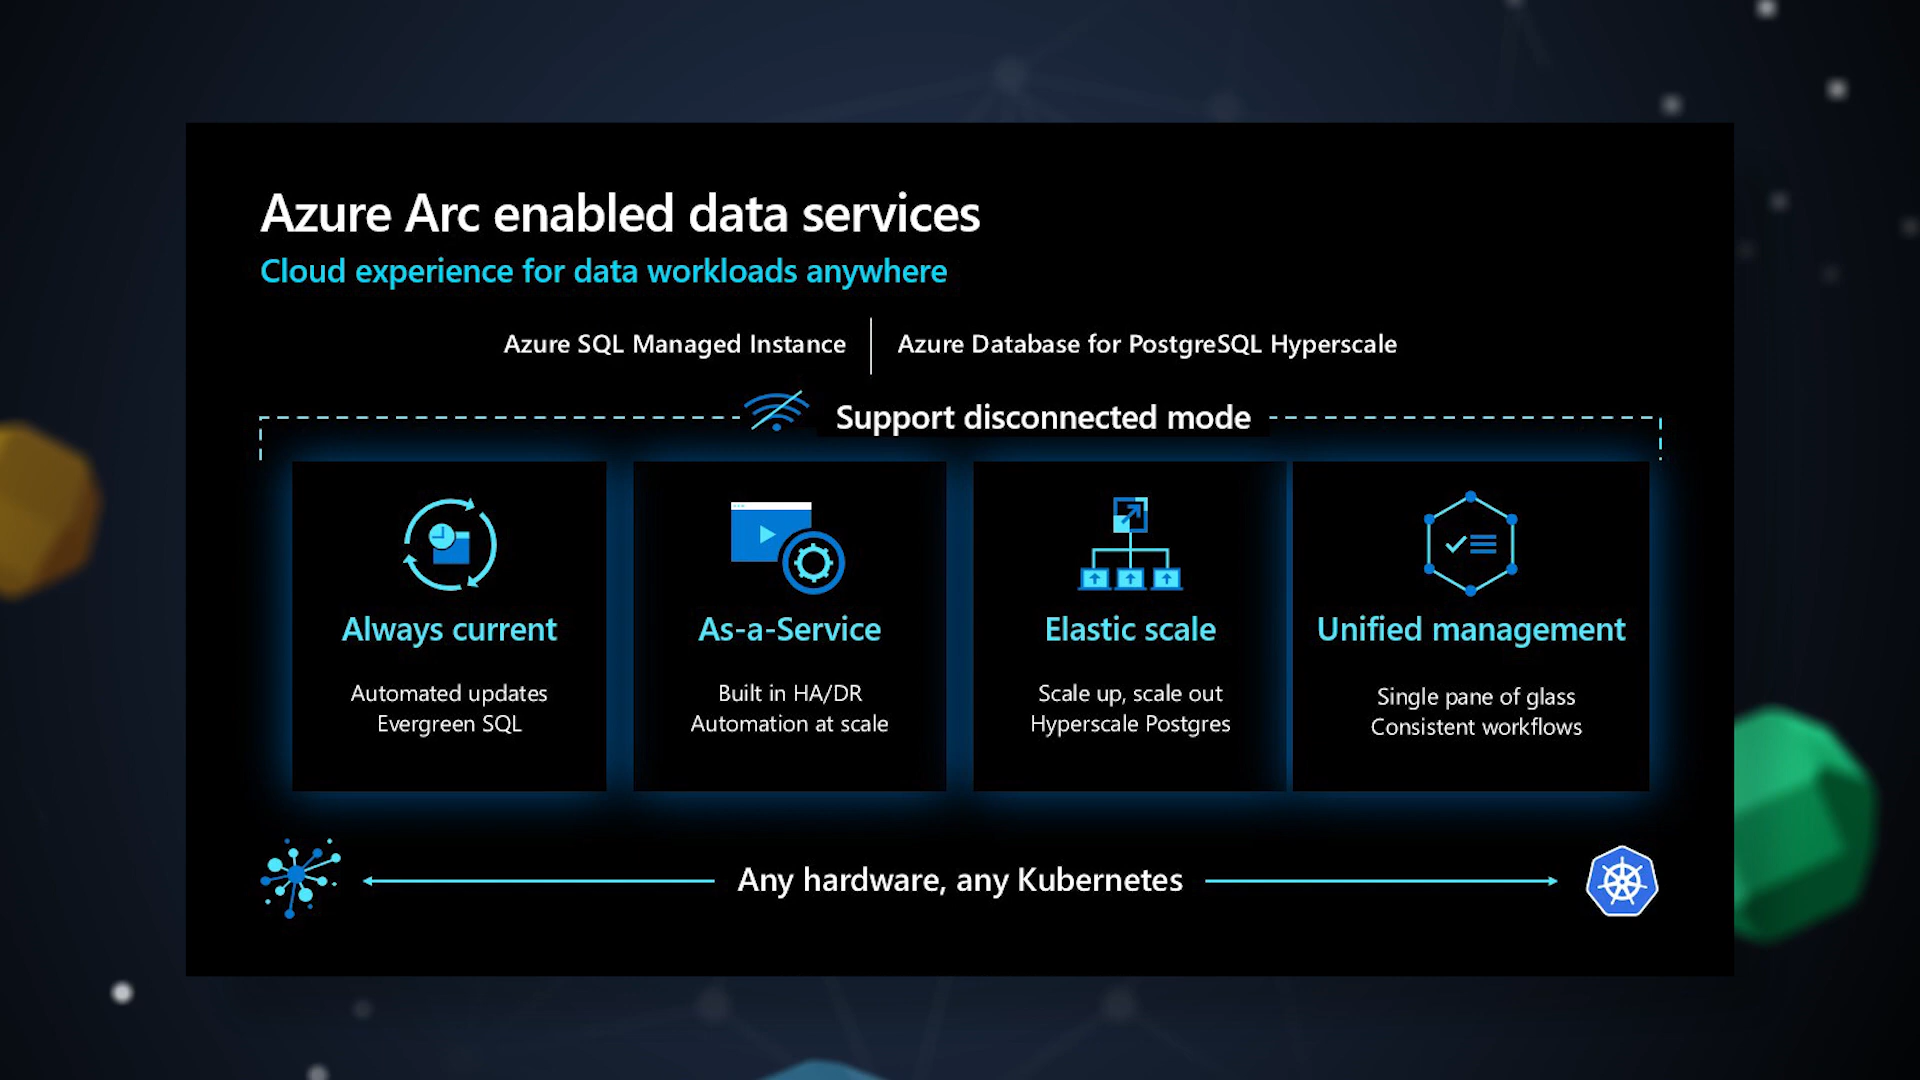 Azure Arc enabled data services
Cloud experience for data workloads anywhere
Azure SQL Managed Instance
Azure Database for PostgreSQL Hyperscale
Support disconnected mode
Always current
Automated updates
Evergreen SQL
As-a-Service
Built in HA/DR
Automation at scale
Elastic scale
Scale up, scale out
Hyperscale Postgres
Unified management
Single pane of glass
Consistent workflows
Any hardware, any Kubernetes